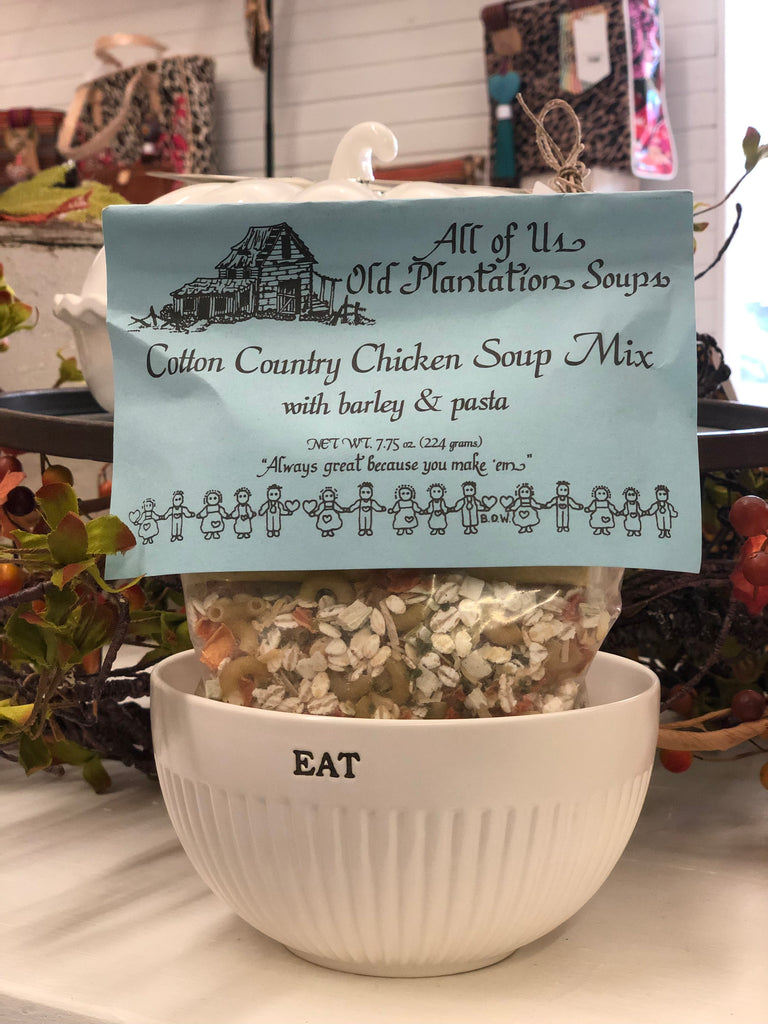 All of Us
Old Plantation Soups
Cotton Country Chicken Soup Mix
with barley & pasta
NET WT. 7.75 oz. (224 grams)
"Always great because you make 'em"
B.O.W.
EAT